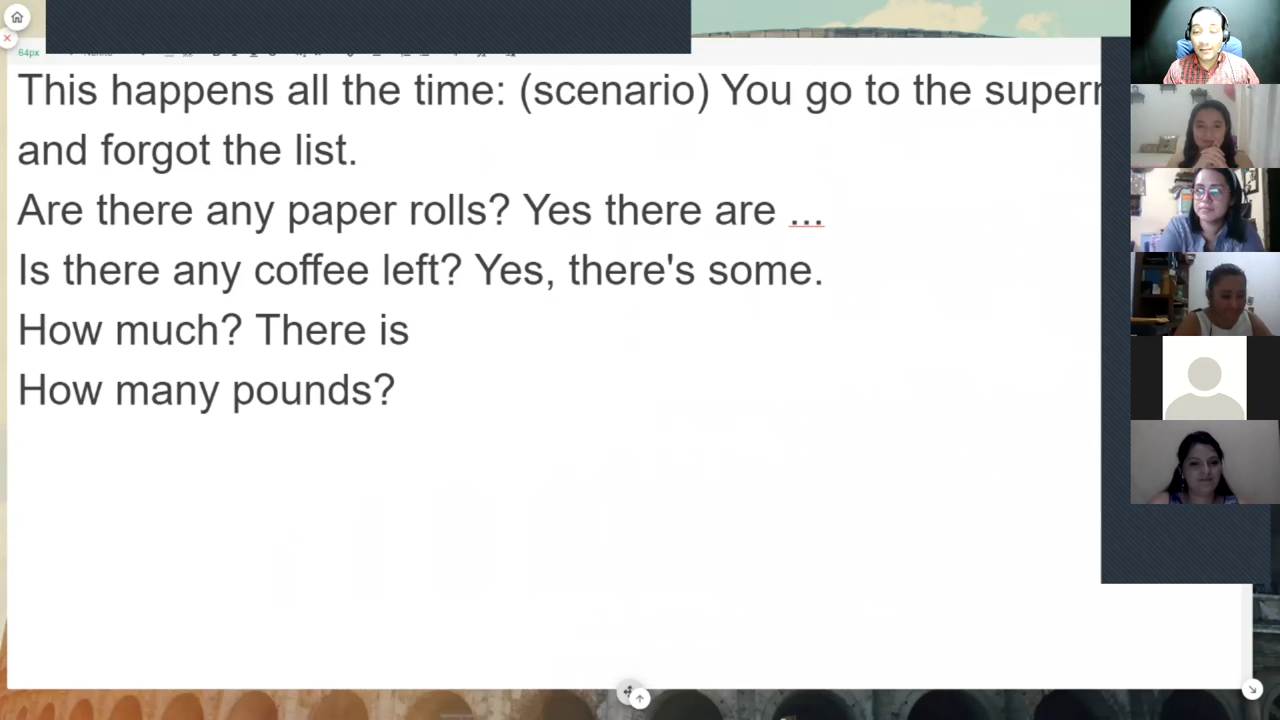 64px
This happens all the time: (scenario) You go to the
and forgot the list.
Are there any paper rolls? Yes there are ...
Is there any coffee left? Yes, there's some.
How much? There is
How many pounds?